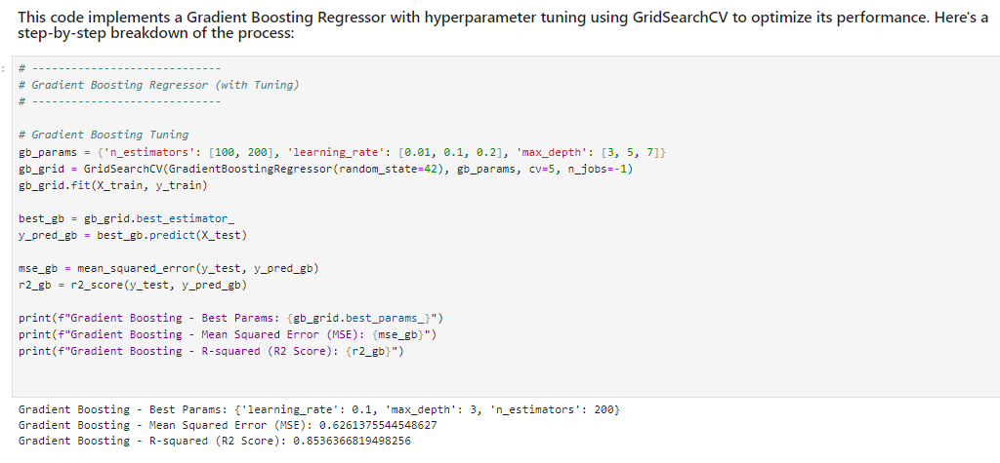 This code implements a Gradient Boosting Regressor with hyperparameter tuning using GridSearchCV to optimize its performance. Here's a
step-by-step breakdown of the process:
:
# -----------------------------
# Gradient Boosting Regressor (with Tuning)
# -----------------------------
# Gradient Boosting Tuning
gb_params = {'n_estimators': [100, 200], 'learning_rate': [0.01, 0.1, 0.2], 'max_depth': [3, 5, 7]}
gb_grid = GridSearchCV(GradientBoostingRegressor(random_state=42), gb_params, cv=5, n_jobs=-1)
gb_grid.fit(X_train, y_train)
best_gb = gb_grid.best_estimator_
y_pred_gb = best_gb.predict(X_test)
mse_gb = mean_squared_error(y_test, y_pred_gb)
r2_gb = r2_score(y_test, y_pred_gb)
print(f"Gradient Boosting - Best Params: {gb_grid.best_params_}")
print(f"Gradient Boosting - Mean Squared Error (MSE): {mse_gb}")
print(f"Gradient Boosting - R-squared (R2 Score): {r2_gb}")
Gradient Boosting - Best Params: {'learning_rate': 0.1, 'max_depth': 3, 'n_estimators': 200}
Gradient Boosting - Mean Squared Error (MSE): 0.6261375544548627
Gradient Boosting - R-squared (R2 Score): 0.8536366819498256